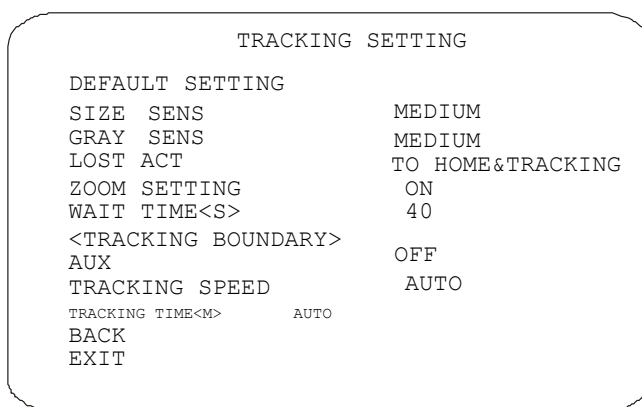 TRACKING SETTING
DEFAULT SETTING
SIZE SENS MEDIUM
GRAY SENS MEDIUM
LOST ACT TO HOME&TRACKING
ZOOM SETTING ON
WAIT TIME<S> 40
<TRACKING BOUNDARY>
AUX OFF
TRACKING SPEED AUTO
TRACKING TIME<M> AUTO
BACK
EXIT